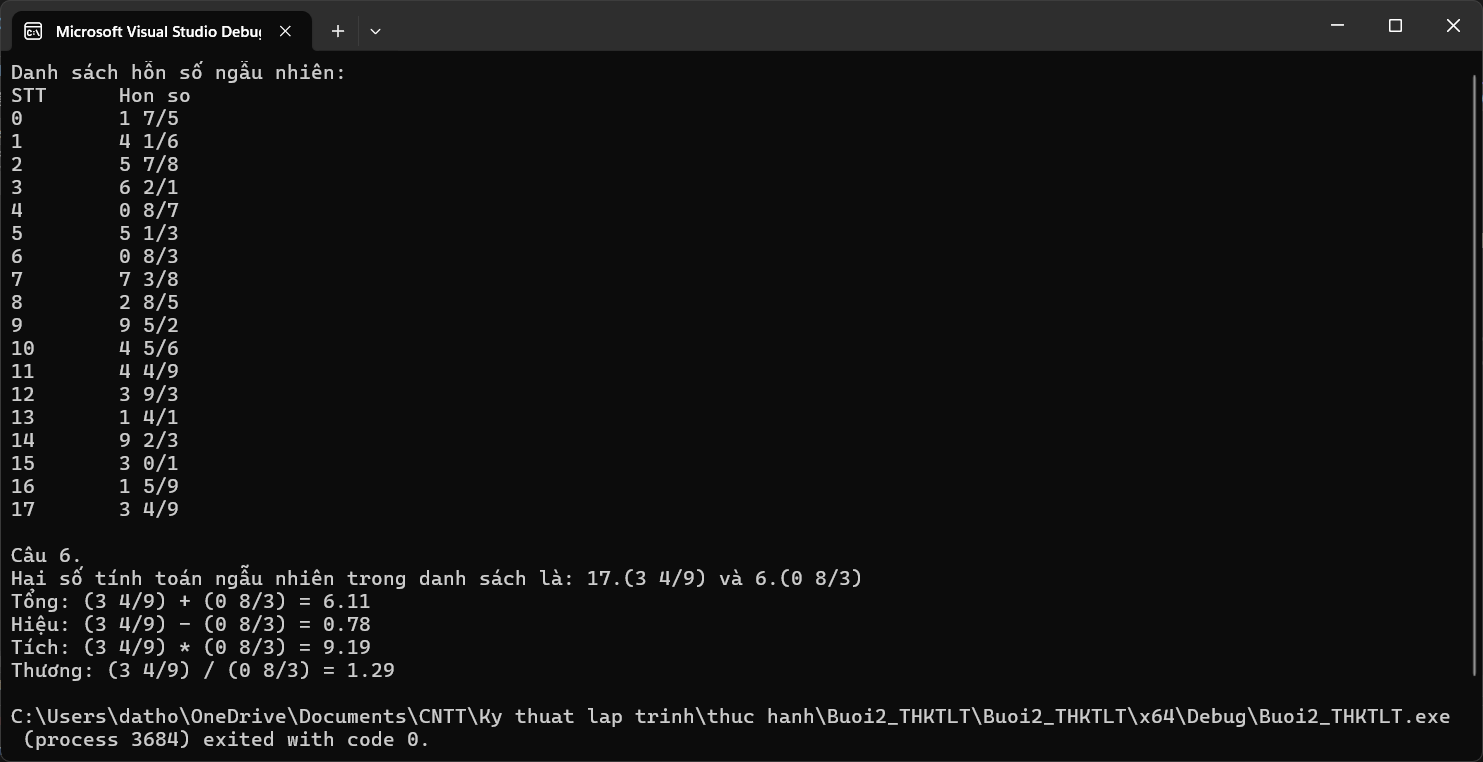 Microsoft Visual Studio Debu
Danh sách hỗn số ngẫu nhiên:
STT Hon so
0 1 7/5
1 4 1/6
2 5 7/8
3 6 2/1
4 0 8/7
5 5 1/3
6 0 8/3
7 7 3/8
8 2 8/5
9 9 5/2
10 4 5/6
11 4 4/9
12 3 9/3
13 1 4/1
14 9 2/3
15 3 0/1
16 1 5/9
17 3 4/9
Câu 6.
Hai số tính toán ngẫu nhiên trong danh sách là: 17.(3 4/9) và 6.(0 8/3)
Tổng: (3 4/9) + (0 8/3) = 6.11
Hiệu: (3 4/9) - (0 8/3) = 0.78
Tích: (3 4/9) * (0 8/3) = 9.19
Thương: (3 4/9) / (0 8/3) = 1.29
C:\Users\datho\OneDrive\Documents\CNTT\Ky thuat lap trinh\thuc hanh\Buoi2_THKTLT\Buoi2_THKTLT\x64\Debug\Buoi2_THKTLT.exe
(process 3684) exited with code 0.